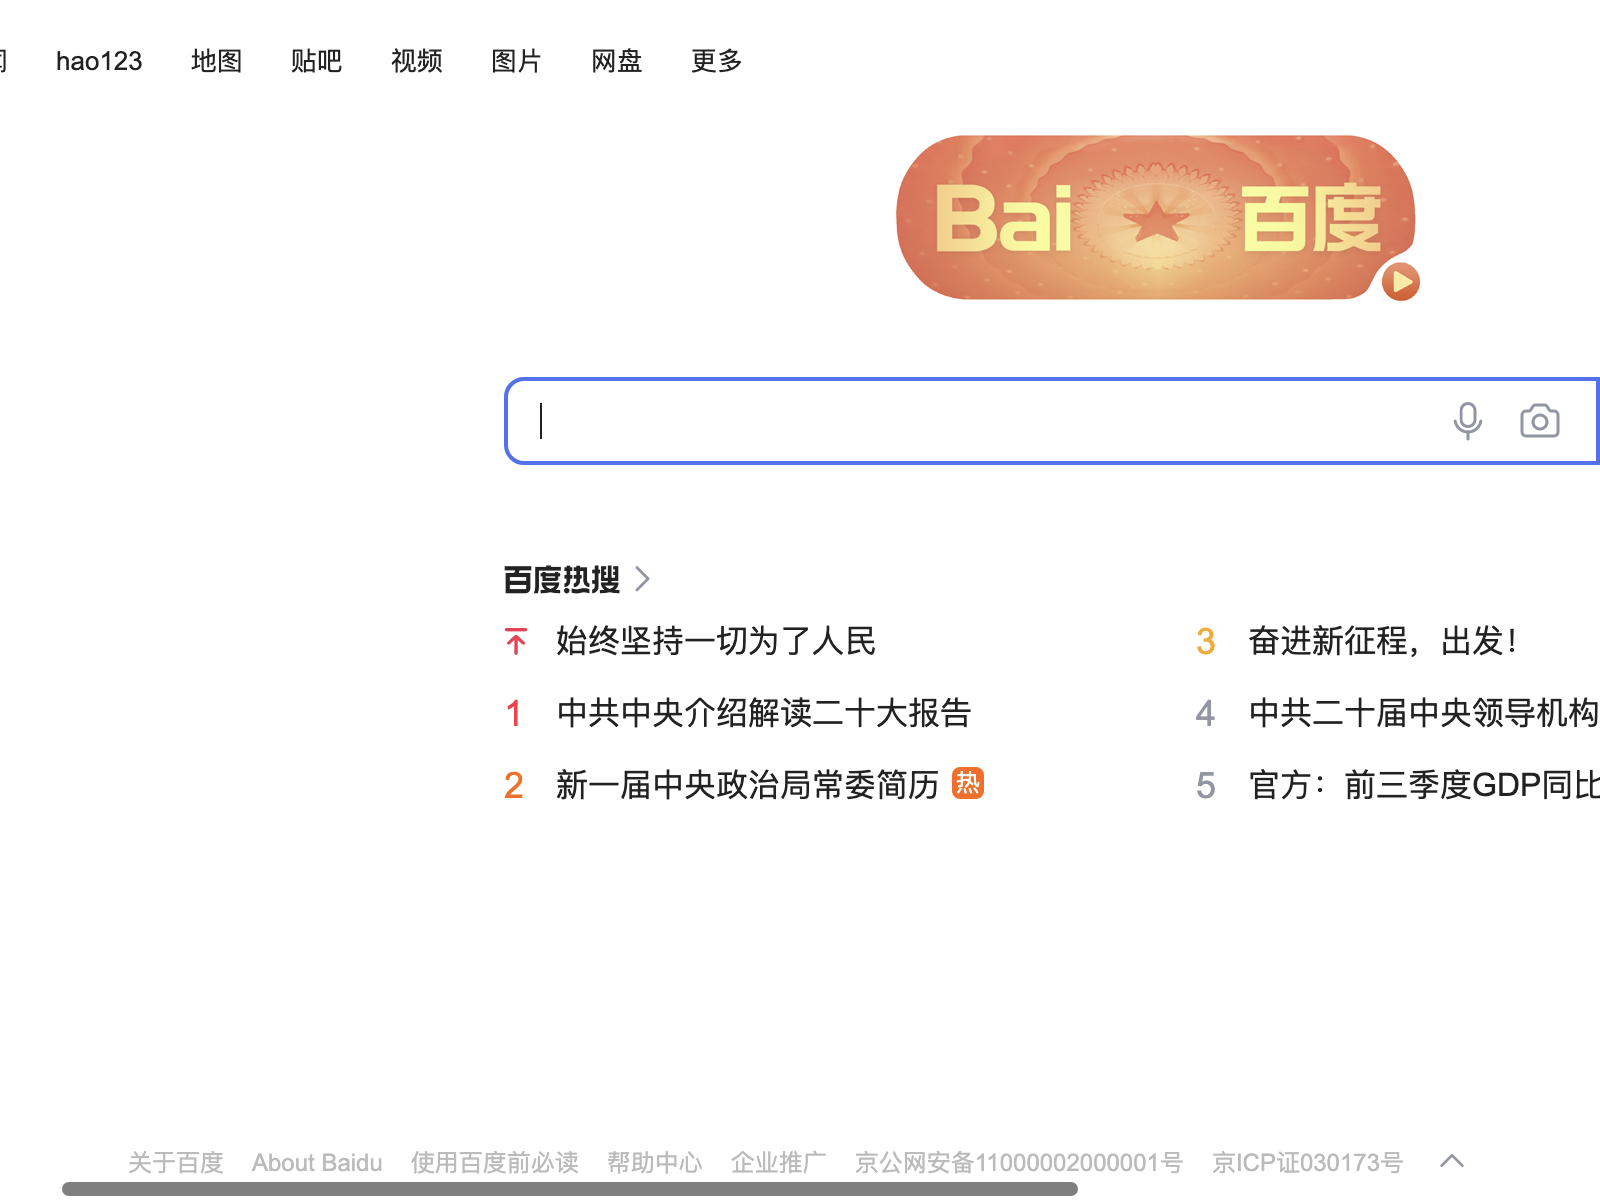 hao123 地图 贴吧 视频 图片 网盘 更多
Bai 百度
百度热搜
始终坚持一切为了人民
1 中共中央介绍解读二十大报告
2 新一届中央政治局常委简历 热
3 奋进新征程，出发！
4 中共二十届中央领导机构
5 官方：前三季度GDP同比
关于百度 About Baidu 使用百度前必读 帮助中心 企业推广 京公网安备11000002000001号 京ICP证030173号